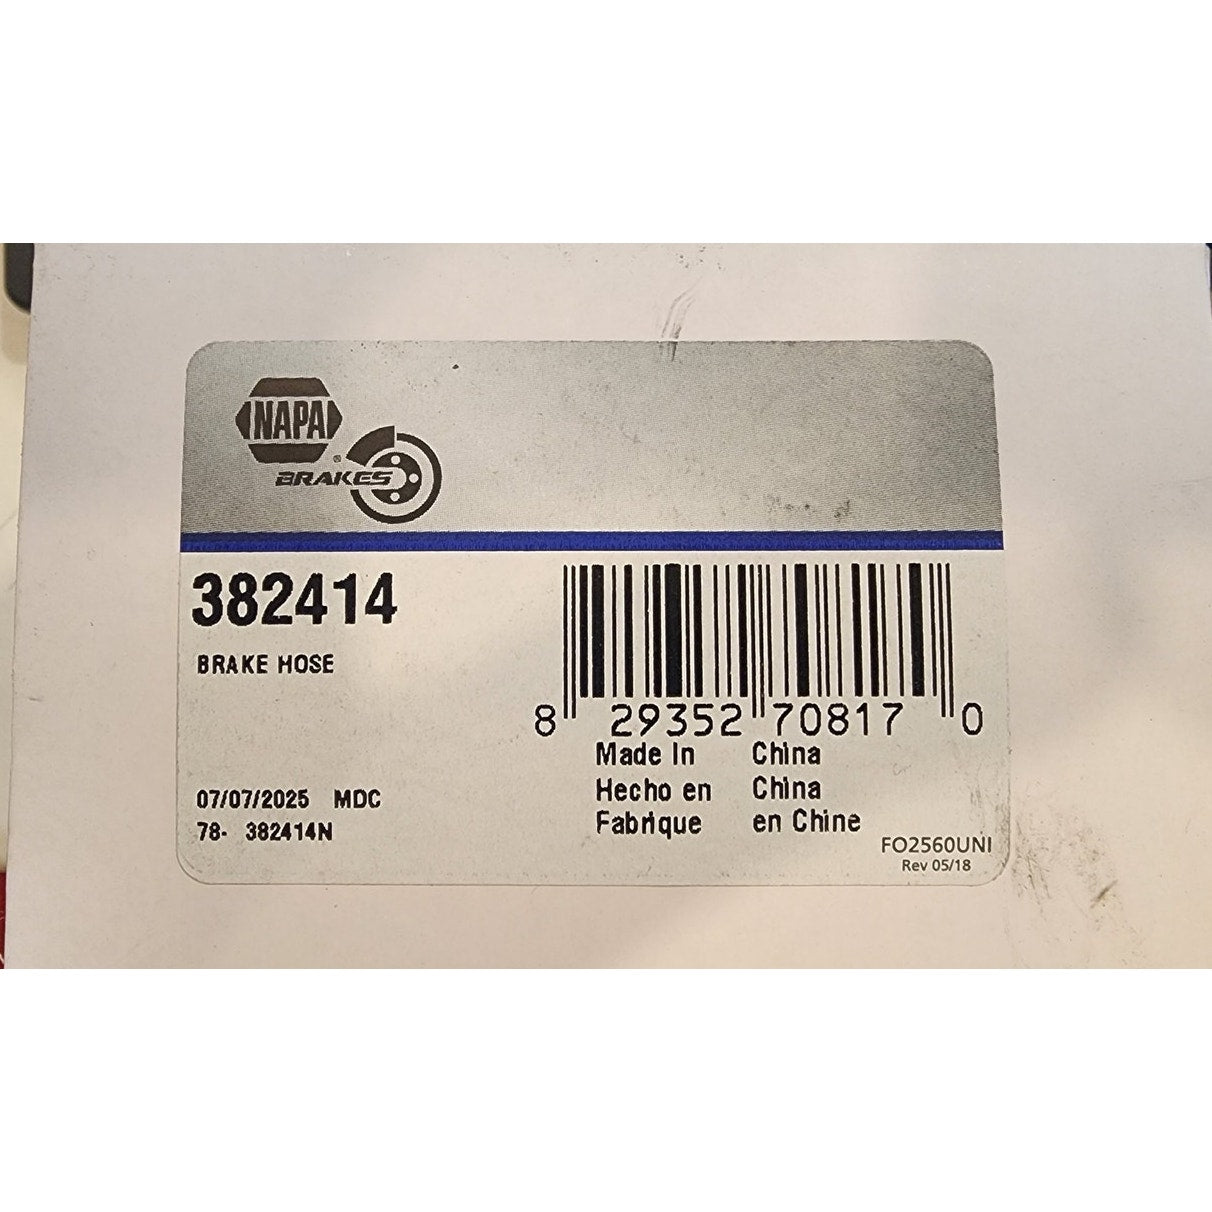 NAPA
®
BRAKES
382414
BRAKE HOSE
8 29352 70817 0
Made In China
Hecho en China
Fabrique en Chine
07/07/2025 MDC
78- 382414N
FO2560UNI
Rev 05/18